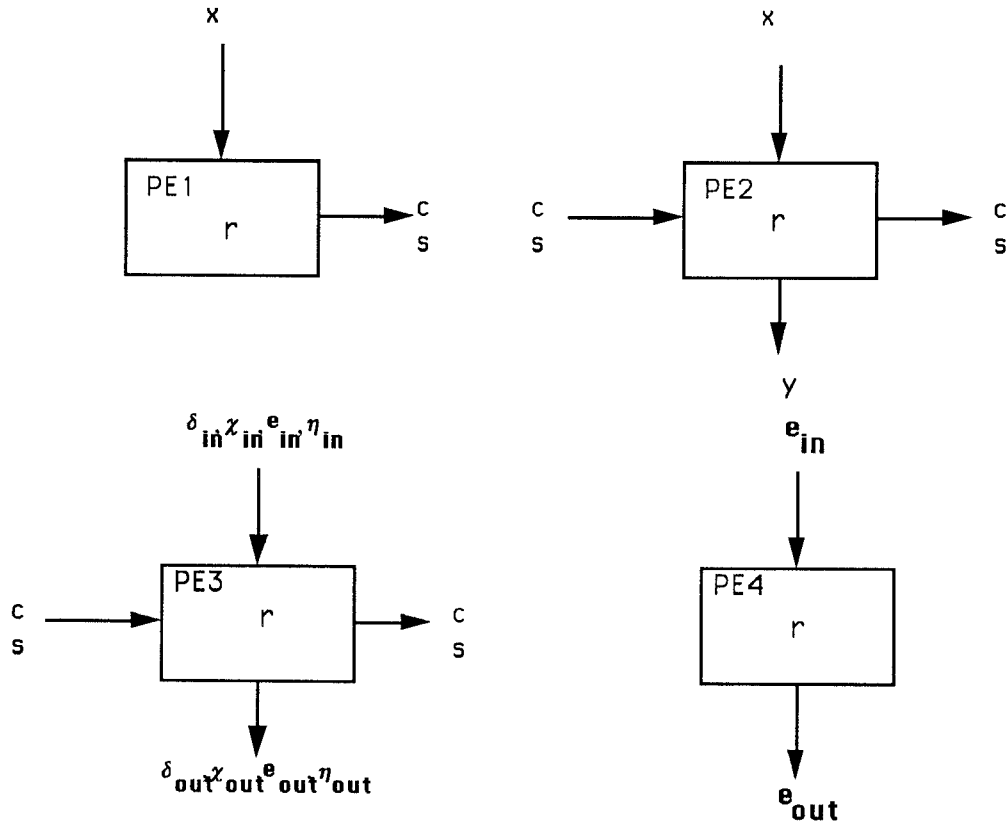 x
PE1
r
c
s
x
PE2
r
c
s
c
s
y
δin, χin, ein, ηin
PE3
r
c
s
c
s
δout, χout, eout, ηout
ein
PE4
r
eout